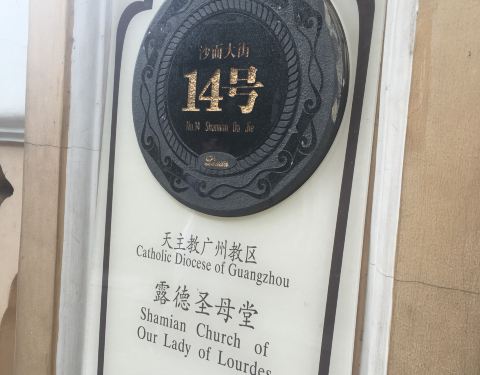 沙面大街
14号
No.14 Shamian Da Jie
天主教广州教区
Catholic Diocese of Guangzhou
露德圣母堂
Shamian Church of
Our Lady of Lourdes